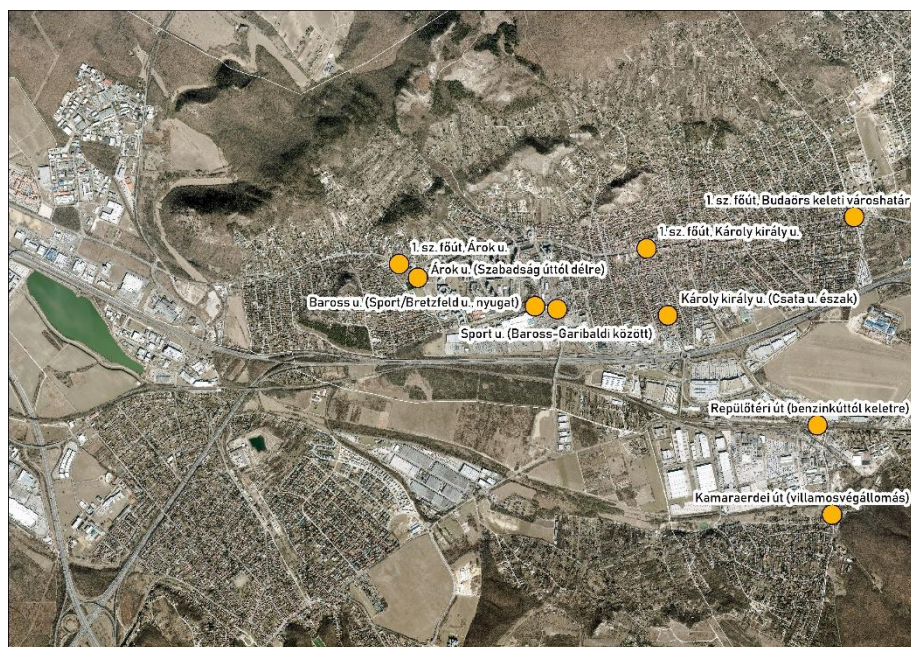 1. sz. főút, Budaörs keleti városhatár
1. sz. főút, Károly király u.
1. sz. főút, Árok u.
Árok u. (Szabadság úttól délre)
Baross u. (Sport/Bretzfeld u., nyugat)
Károly király u. (Csata u. észak)
Sport u. (Baross-Garibaldi között)
Repülőtéri út (benzinkúttól keletre)
Kamaraerdei út (villamosvégállomás)